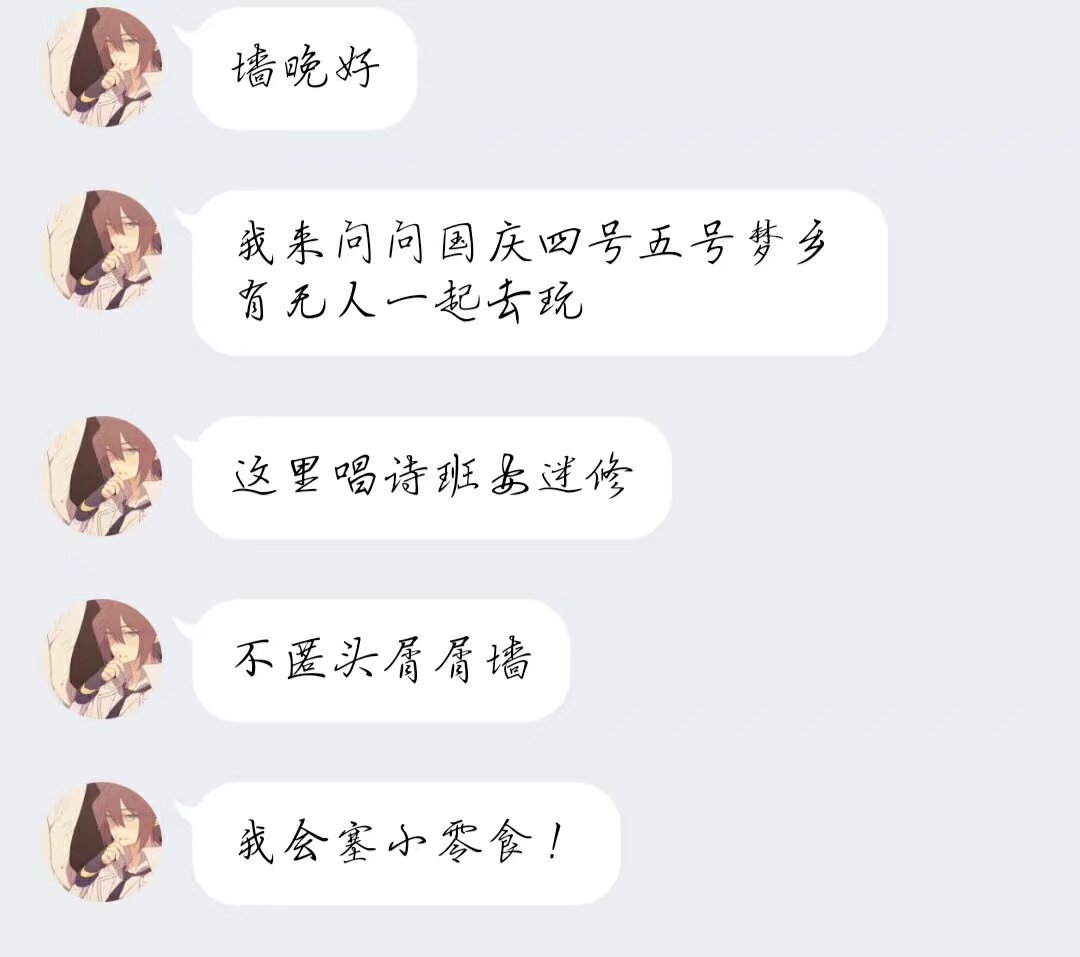 墙晚好
我来问问国庆四号五号梦乡
有无人一起去玩
这里唱诗班安迷修
不匿头屑屑墙
我会塞小零食！